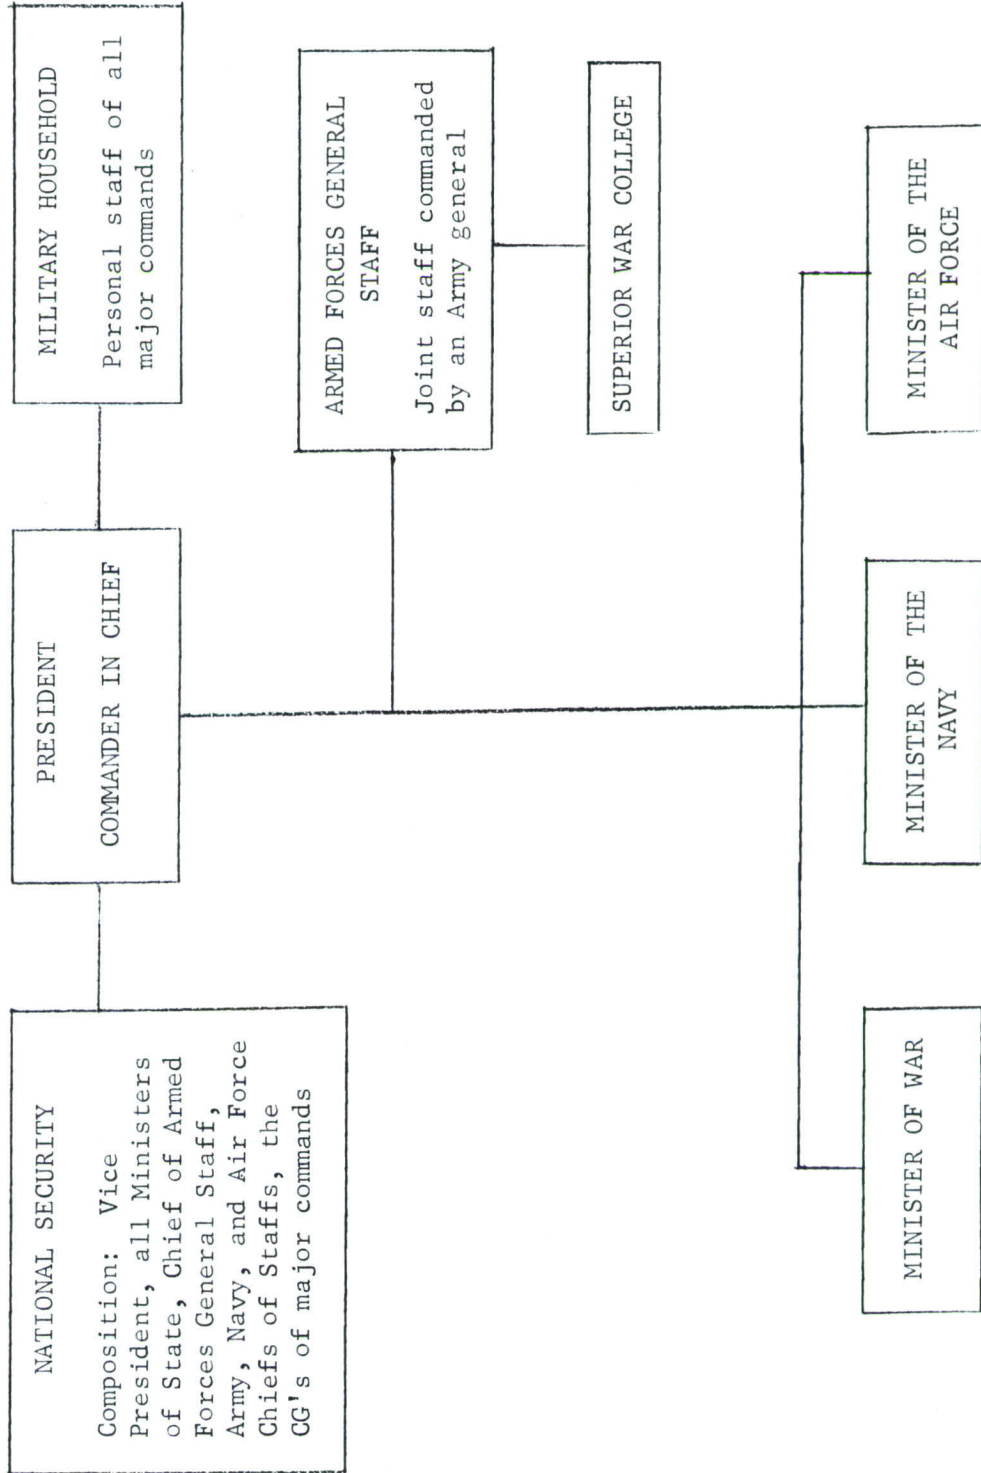 NATIONAL SECURITY
Composition: Vice
President, all Ministers
of State, Chief of Armed
Forces General Staff,
Army, Navy, and Air Force
Chiefs of Staffs, the
CG's of major commands
PRESIDENT
COMMANDER IN CHIEF
MILITARY HOUSEHOLD
Personal staff of all
major commands
ARMED FORCES GENERAL
STAFF
Joint staff commanded
by an Army general
SUPERIOR WAR COLLEGE
MINISTER OF WAR
MINISTER OF THE
NAVY
MINISTER OF THE
AIR FORCE